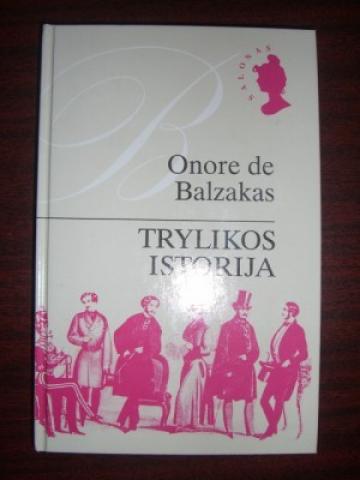 SALONAS
B
Onore de
Balzakas
TRYLIKOS
ISTORIJA